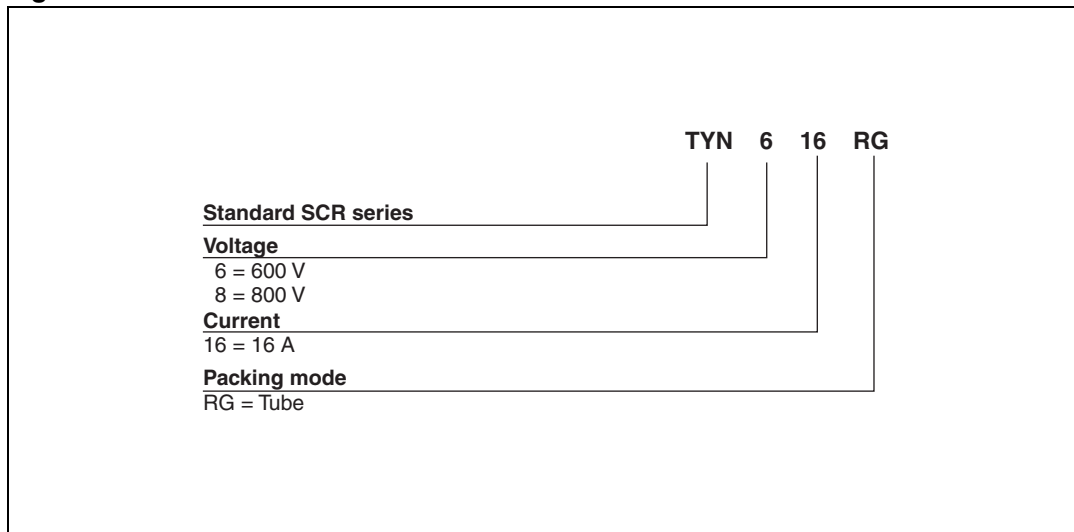 TYN 6 16 RG
Standard SCR series
Voltage
6 = 600 V
8 = 800 V
Current
16 = 16 A
Packing mode
RG = Tube